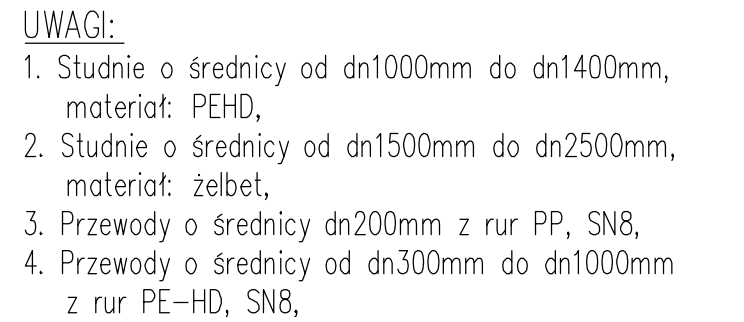 UWAGI:
1. Studnie o średnicy od dn1000mm do dn1400mm,
materiał: PEHD,
2. Studnie o średnicy od dn1500mm do dn2500mm,
materiał: żelbet,
3. Przewody o średnicy dn200mm z rur PP, SN8,
4. Przewody o średnicy od dn300mm do dn1000mm
z rur PE-HD, SN8,